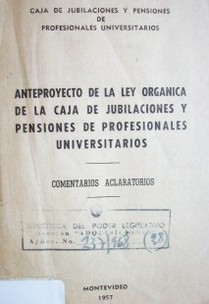 CAJA DE JUBILACIONES Y PENSIONES
DE
PROFESIONALES UNIVERSITARIOS
ANTEPROYECTO DE LA LEY ORGANICA
DE LA CAJA DE JUBILACIONES Y
PENSIONES DE PROFESIONALES
UNIVERSITARIOS
COMENTARIOS ACLARATORIOS
BIBLIOTECA DEL PODER LEGISLATIVO
MONTEVIDEO
1957